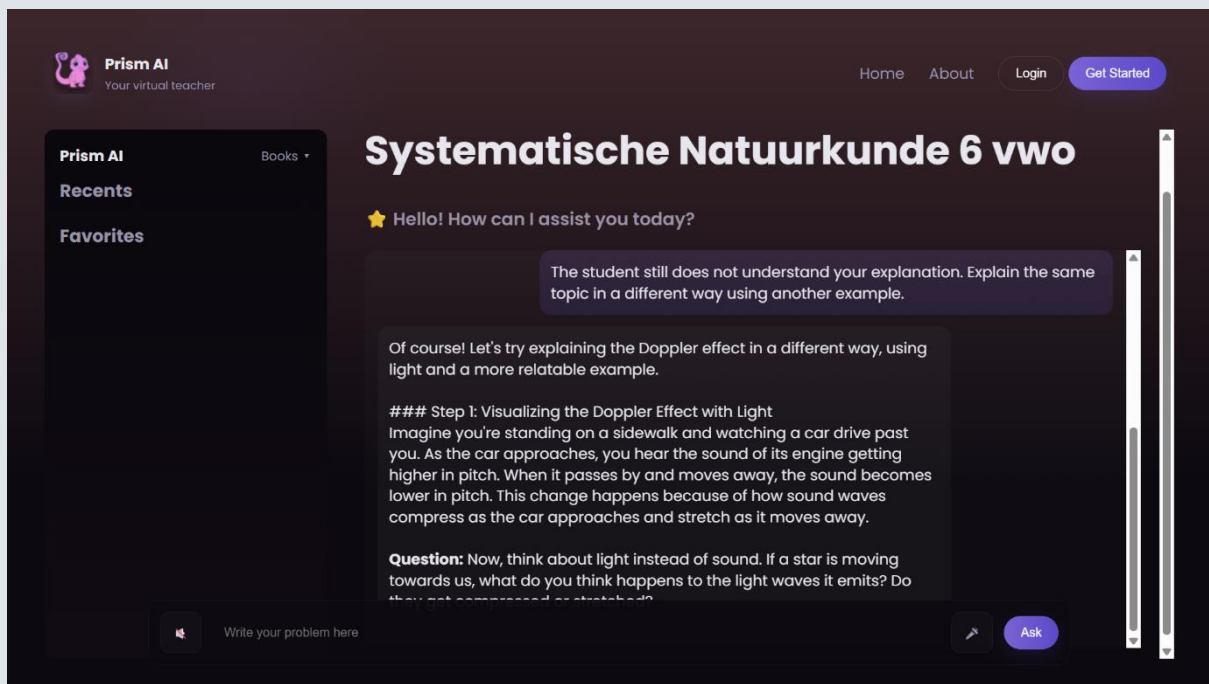 Prism AI
Your virtual teacher
Home
About
Login
Get Started
Prism AI
Books
Recents
Favorites
Systematische Natuurkunde 6 vwo
Hello! How can I assist you today?
The student still does not understand your explanation. Explain the same
topic in a different way using another example.
Of course! Let's try explaining the Doppler effect in a different way, using
light and a more relatable example.
### Step 1: Visualizing the Doppler Effect with Light
Imagine you're standing on a sidewalk and watching a car drive past
you. As the car approaches, you hear the sound of its engine getting
higher in pitch. When it passes by and moves away, the sound becomes
lower in pitch. This change happens because of how sound waves
compress as the car approaches and stretch as it moves away.
Question: Now, think about light instead of sound. If a star is moving
towards us, what do you think happens to the light waves it emits? Do
they get compressed or stretched?
Write your problem here
Ask